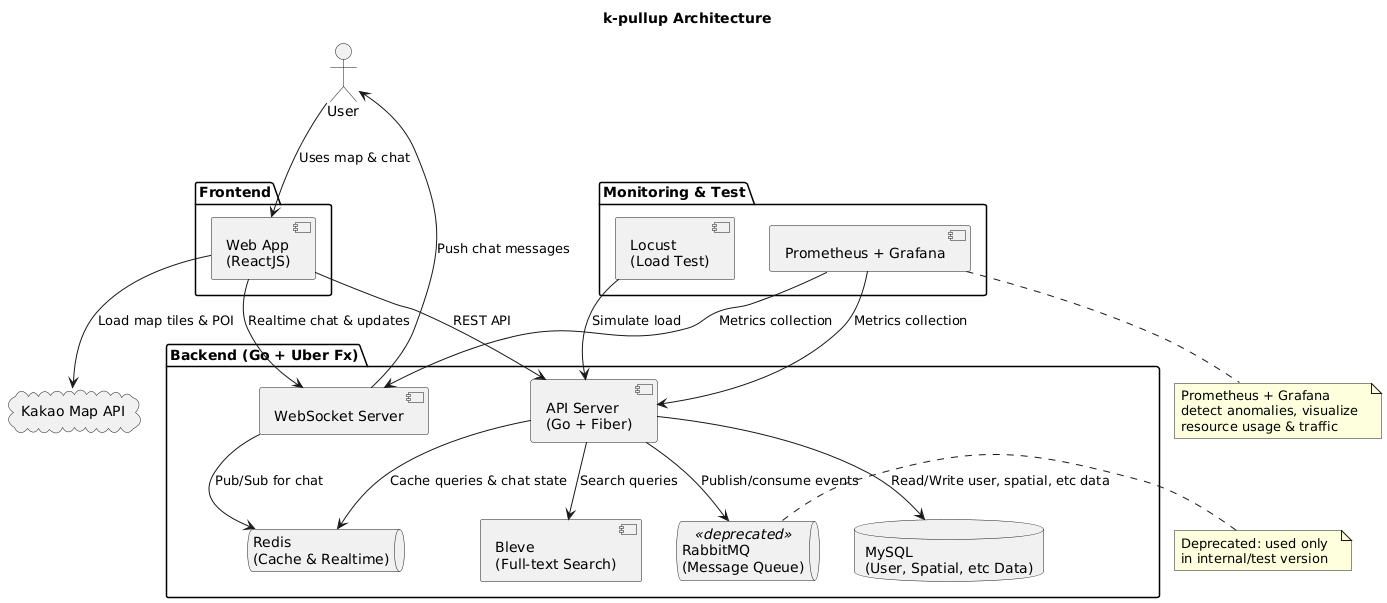 k-pullup Architecture
User
Uses map & chat
Push chat messages
Frontend
Web App
(ReactJS)
Monitoring & Test
Locust
(Load Test)
Prometheus + Grafana
Load map tiles & POI
Realtime chat & updates
REST API
Simulate load
Metrics collection
Metrics collection
Backend (Go + Uber Fx)
Kakao Map API
WebSocket Server
API Server
(Go + Fiber)
Prometheus + Grafana
detect anomalies, visualize
resource usage & traffic
Pub/Sub for chat
Cache queries & chat state
Search queries
Publish/consume events
Read/Write user, spatial, etc data
Redis
(Cache & Realtime)
Bleve
(Full-text Search)
«deprecated»
RabbitMQ
(Message Queue)
MySQL
(User, Spatial, etc Data)
Deprecated: used only
in internal/test version